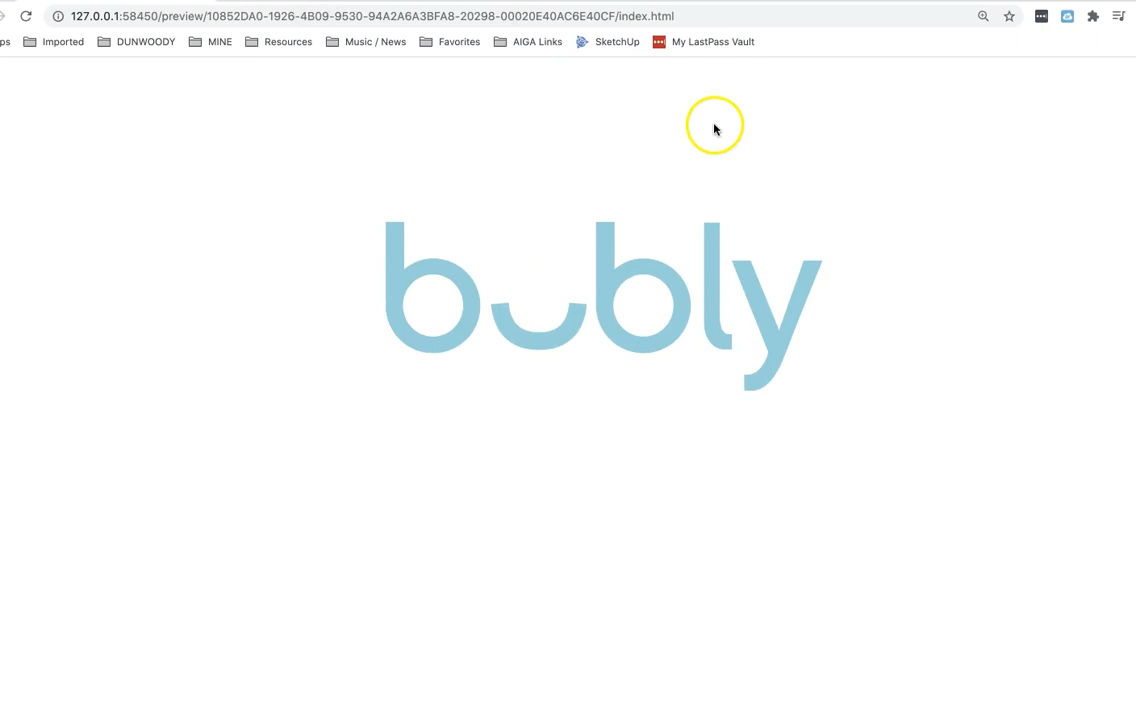 127.0.0.1:58450/preview/10852DA0-1926-4B09-9530-94A2A6A3BFA8-20298-00020E40AC6E40CF/index.html
ps Imported DUNWOODY MINE Resources Music / News Favorites AIGA Links SketchUp My LastPass Vault
bubly